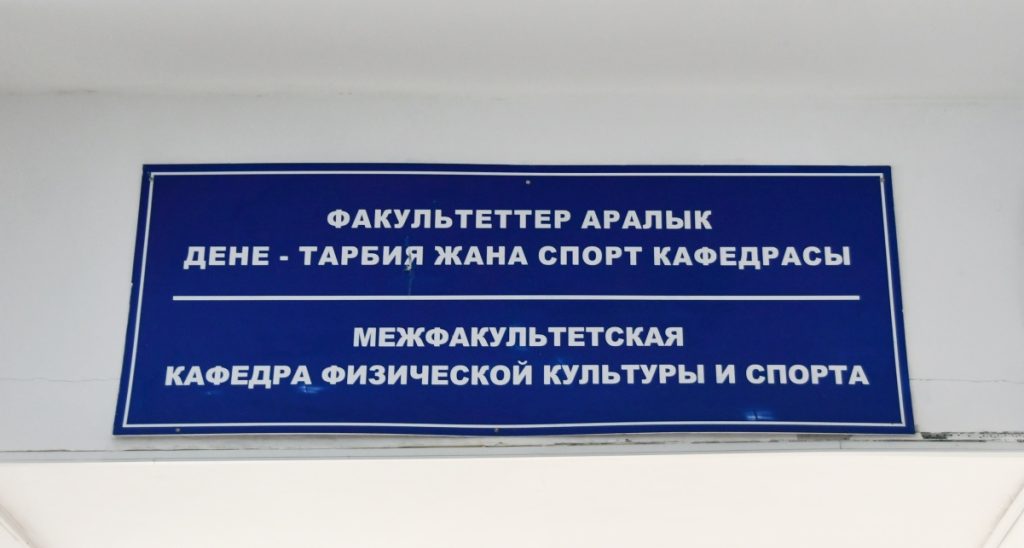 ФАКУЛЬТЕТТЕР АРАЛЫК
ДЕНЕ - ТАРБИЯ ЖАНА СПОРТ КАФЕДРАСЫ
МЕЖФАКУЛЬТЕТСКАЯ
КАФЕДРА ФИЗИЧЕСКОЙ КУЛЬТУРЫ И СПОРТА